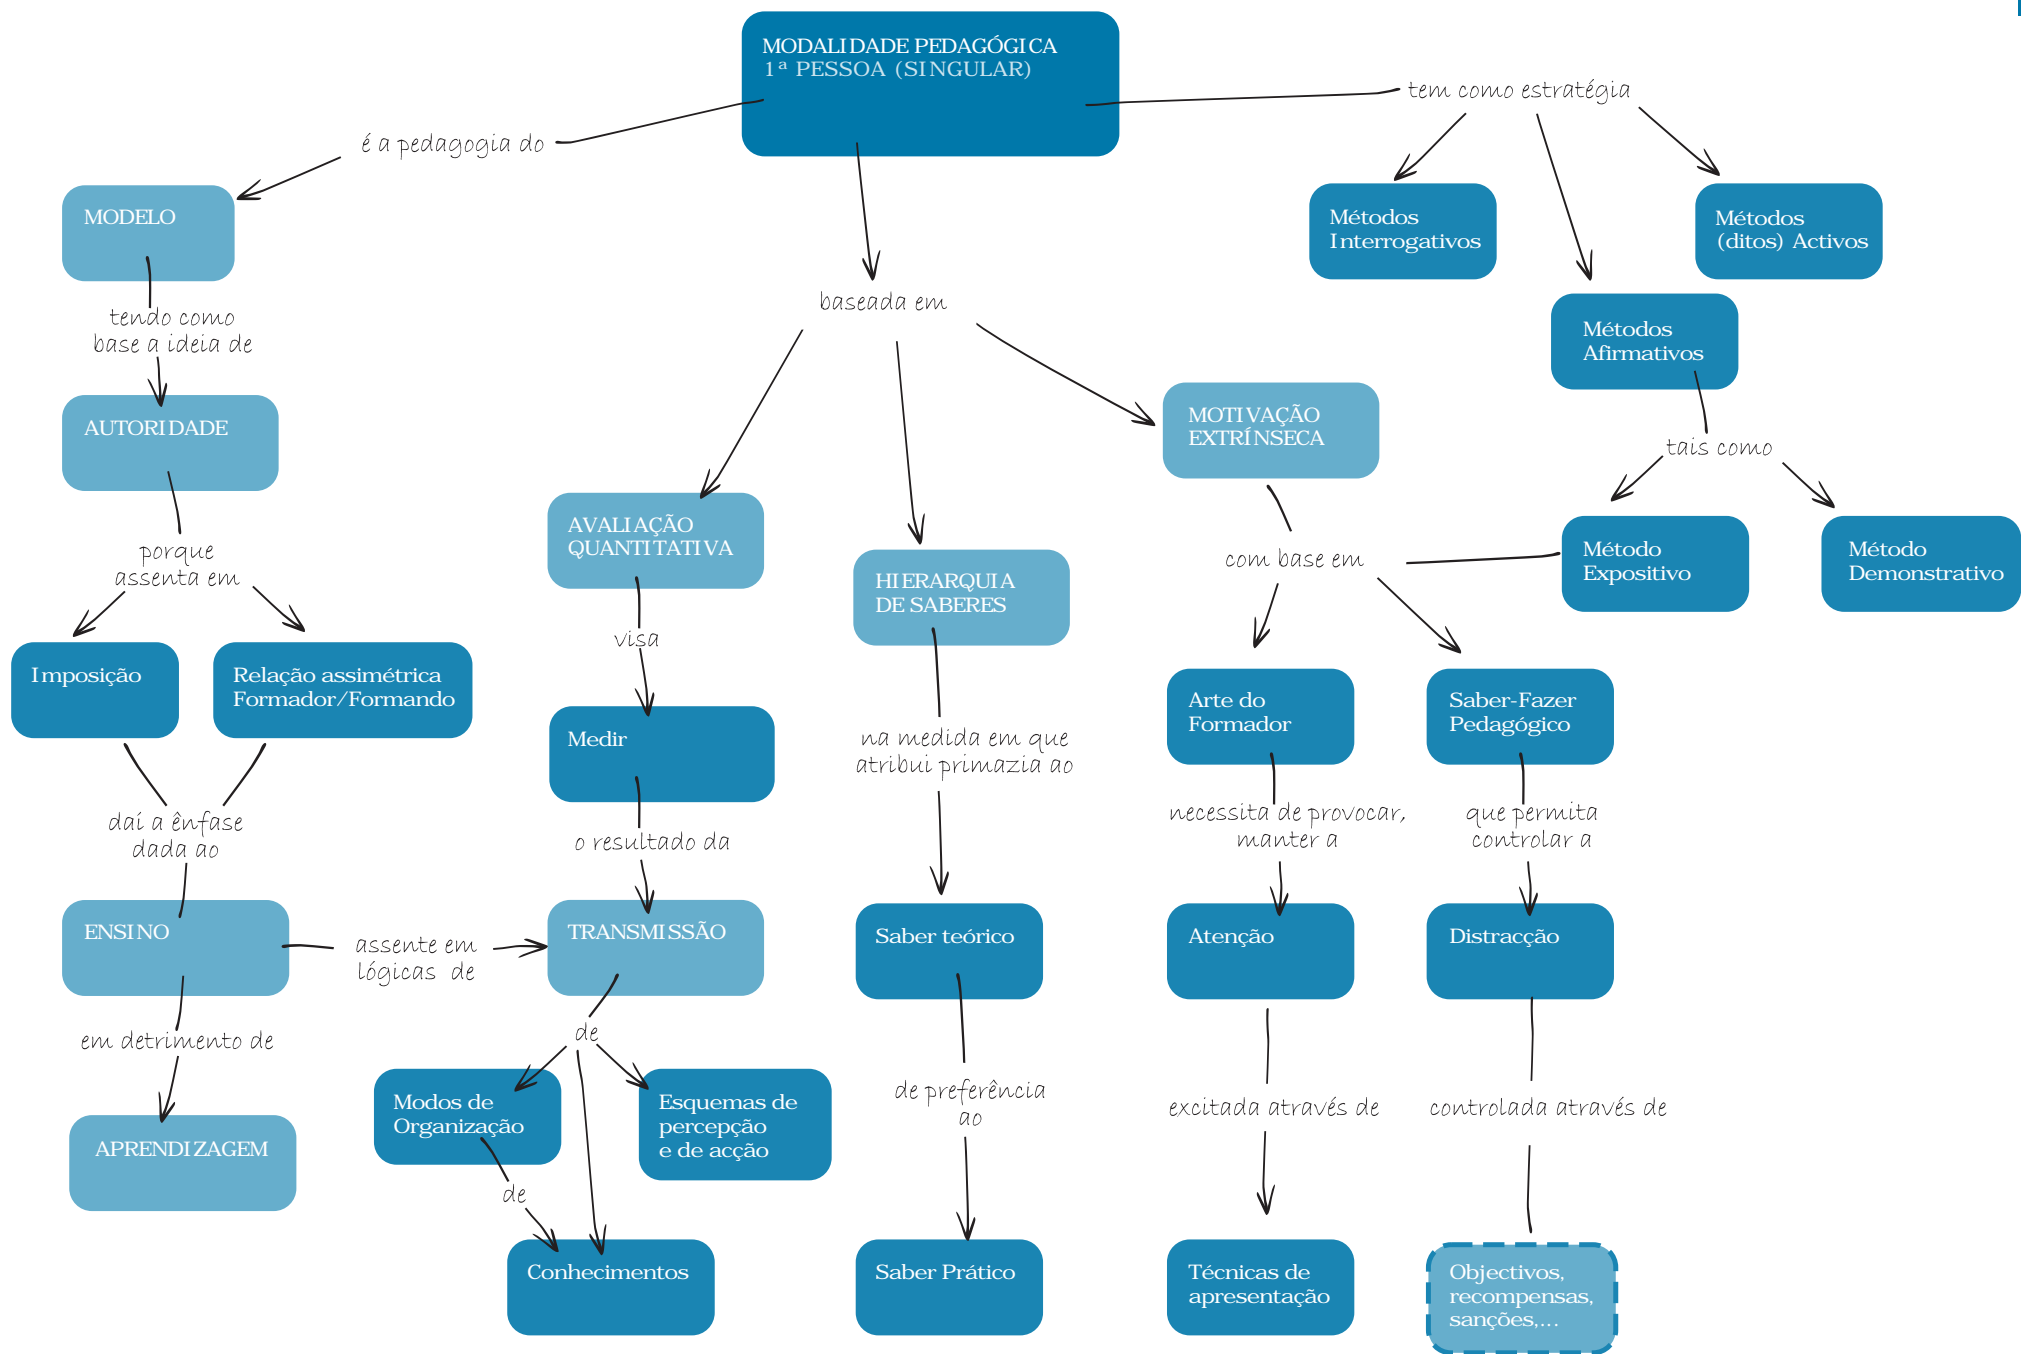 MODALIDADE PEDAGÓGICA
1ª PESSOA (SINGULAR)
tem como estratégia
é a pedagogia do
MODELO
Métodos
Interrogativos
Métodos
(ditos) Activos
baseada em
tendo como
base a ideia de
Métodos
Afirmativos
AUTORIDADE
MOTIVAÇÃO
EXTRÍNSECA
tais como
AVALIAÇÃO
QUANTITATIVA
porque
assenta em
com base em
Método
Expositivo
Método
Demonstrativo
HIERARQUIA
DE SABERES
visa
Imposição
Relação assimétrica
Formador/Formando
Arte do
Formador
Saber-Fazer
Pedagógico
Medir
na medida em que
atribui primazia ao
daí a ênfase
dada ao
o resultado da
necessita de provocar,
manter a
que permita
controlar a
ENSINO
assente em
lógicas de
TRANSMISSÃO
Saber teórico
Atenção
Distracção
em detrimento de
de
Modos de
Organização
Esquemas de
percepção
e de acção
de preferência
ao
excitada através de
controlada através de
APRENDIZAGEM
de
Conhecimentos
Saber Prático
Técnicas de
apresentação
Objectivos,
recompensas,
sanções,...